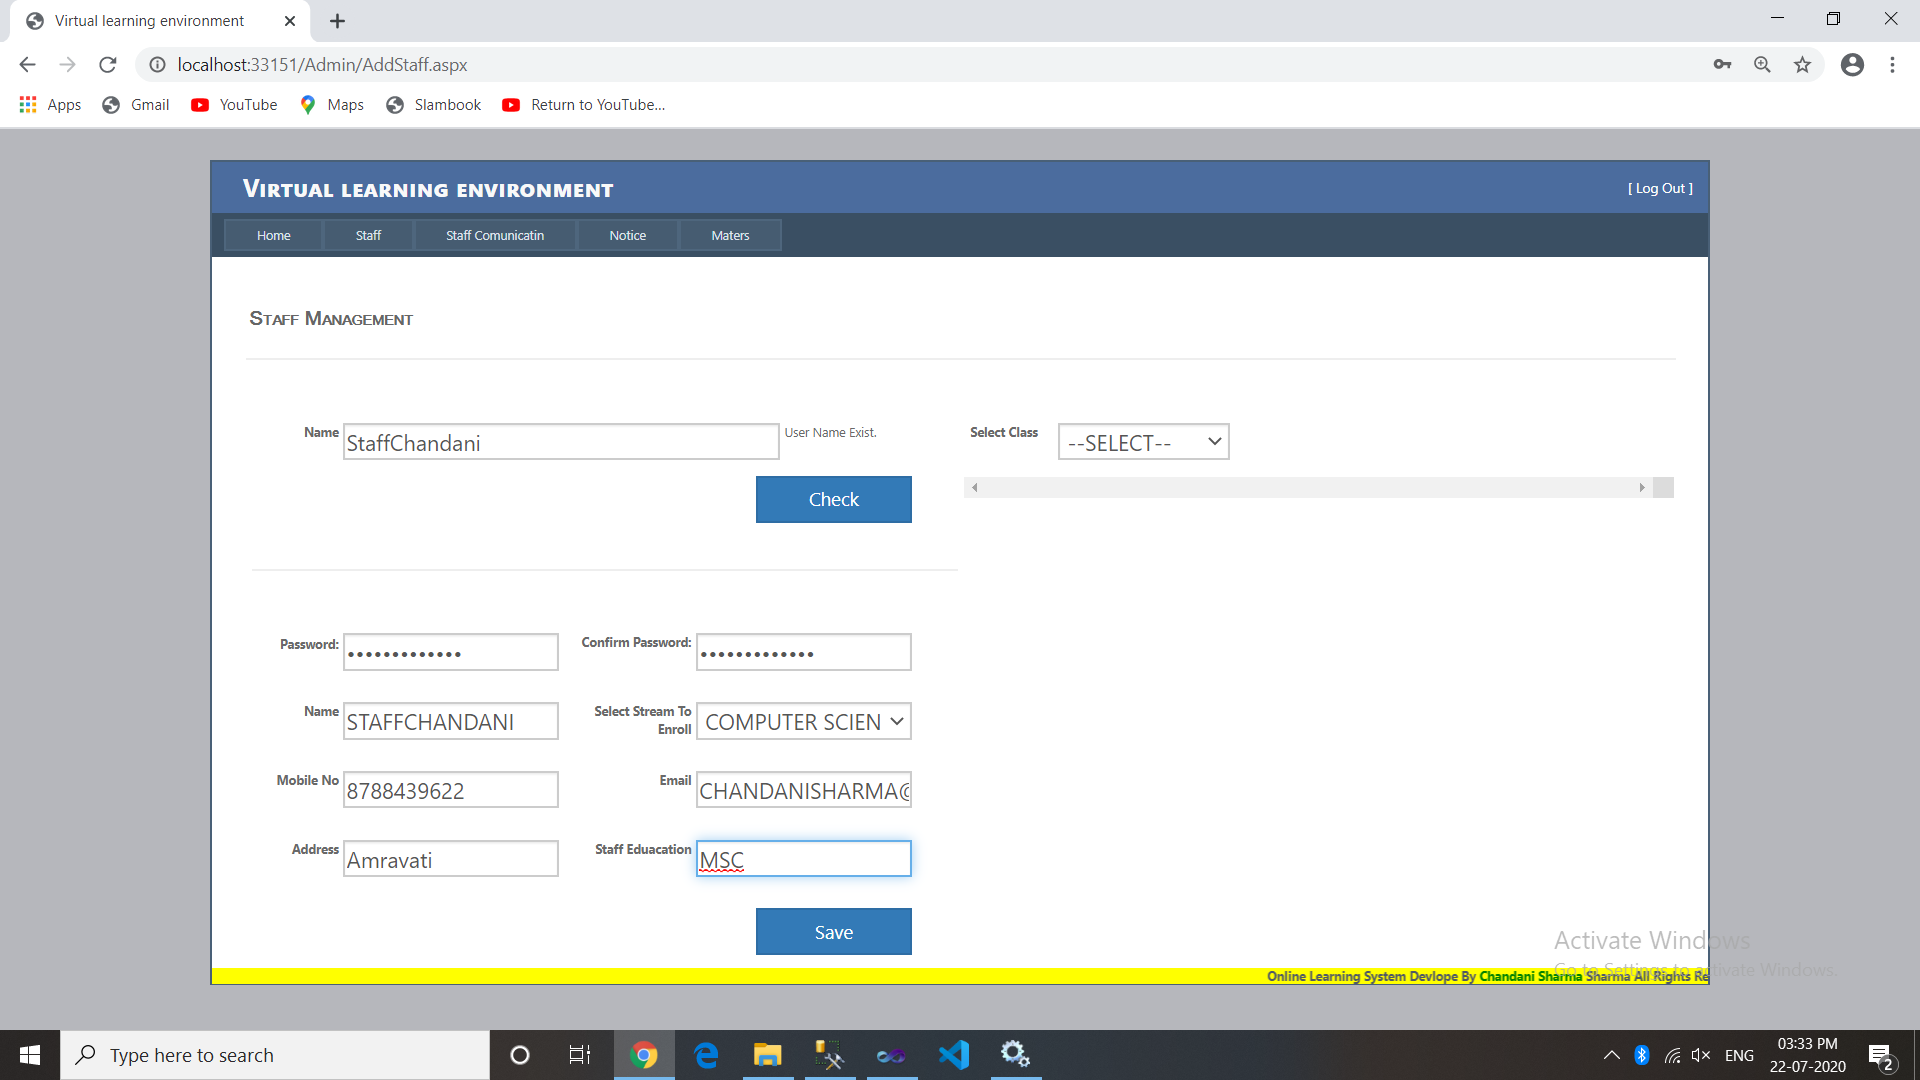 Virtual learning environment
localhost:33151/Admin/AddStaff.aspx
Apps Gmail YouTube Maps Slambook Return to YouTube...
Virtual learning environment
[ Log Out ]
Home Staff Staff Comunicatin Notice Maters
Staff Management
Name StaffChandani User Name Exist. Select Class --SELECT--
Check
Password: ••••••••••••• Confirm Password: •••••••••••••
Name STAFFCHANDANI Select Stream To Enroll COMPUTER SCIEN
Mobile No 8788439622 Email CHANDANISHARMA@
Address Amravati Staff Eduacation MSC
Save
Activate Windows
Go to Settings to activate Windows.
Online Learning System Devlope By Chandani Sharma Sharma All Rights Re
Type here to search
ENG
03:33 PM
22-07-2020
2